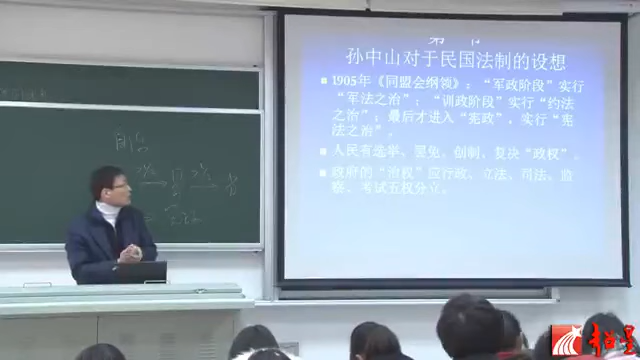 孙中山对于民国法制的设想
1905年《同盟会纲领》：“军政阶段”实行
“军法之治”；“训政阶段”实行“约法
之治”；最后才进入“宪政”，实行“宪
法之治”。
人民有选举、罢免、创制、复决“政权”。
政府的“治权”应行政、立法、司法、监
察、考试五权分立。